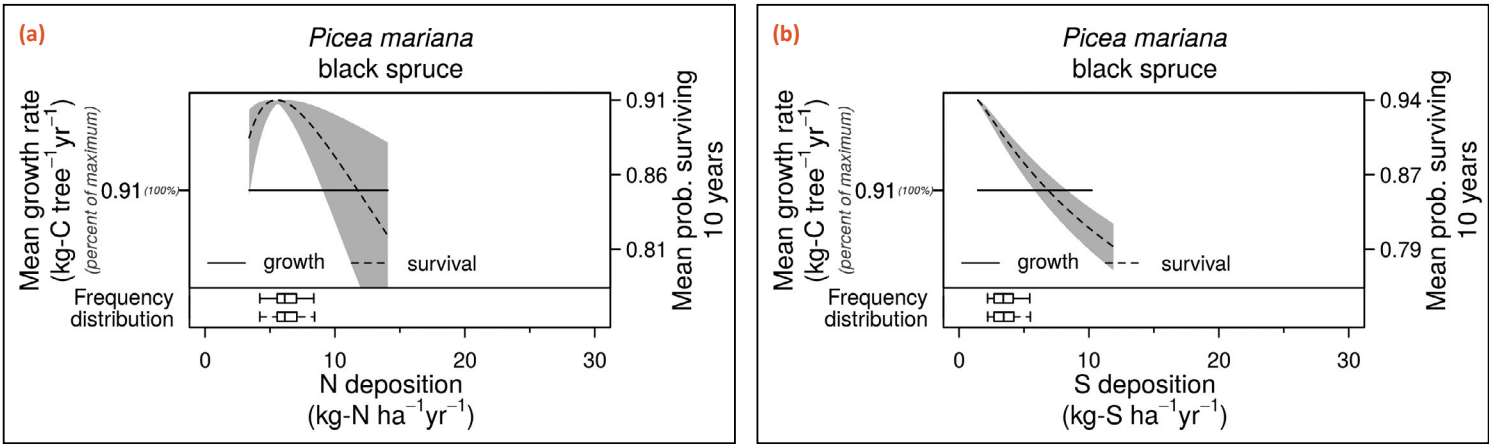 (a)
Picea mariana
black spruce
Mean growth rate
(kg-C tree⁻¹yr⁻¹)
(percent of maximum)
0.91 (100%)
0.91
0.86
0.81
Mean prob. surviving
10 years
growth
survival
Frequency
distribution
0 10 20 30
N deposition
(kg-N ha⁻¹yr⁻¹)
(b)
Picea mariana
black spruce
Mean growth rate
(kg-C tree⁻¹yr⁻¹)
(percent of maximum)
0.91 (100%)
0.94
0.87
0.79
Mean prob. surviving
10 years
growth
survival
Frequency
distribution
0 10 20 30
S deposition
(kg-S ha⁻¹yr⁻¹)